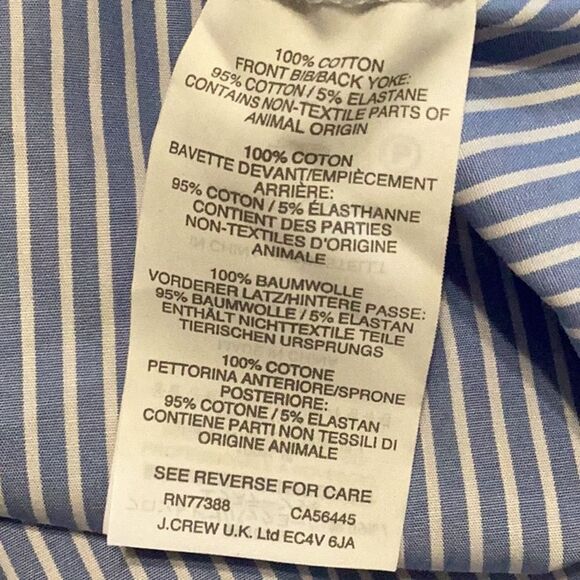 100% COTTON
FRONT BIB/BACK YOKE:
95% COTTON / 5% ELASTANE
CONTAINS NON-TEXTILE PARTS OF
ANIMAL ORIGIN
100% COTON
BAVETTE DEVANT/EMPIÈCEMENT
ARRIÈRE:
95% COTON / 5% ÉLASTHANNE
CONTIENT DES PARTIES
NON-TEXTILES D'ORIGINE
ANIMALE
100% BAUMWOLLE
VORDERER LATZ/HINTERE PASSE:
95% BAUMWOLLE / 5% ELASTAN
ENTHÄLT NICHTTEXTILE TEILE
TIERISCHEN URSPRUNGS
100% COTONE
PETTORINA ANTERIORE/SPRONE
POSTERIORE:
95% COTONE / 5% ELASTAN
CONTIENE PARTI NON TESSILI DI
ORIGINE ANIMALE
SEE REVERSE FOR CARE
RN77388 CA56445
J.CREW U.K. Ltd EC4V 6JA